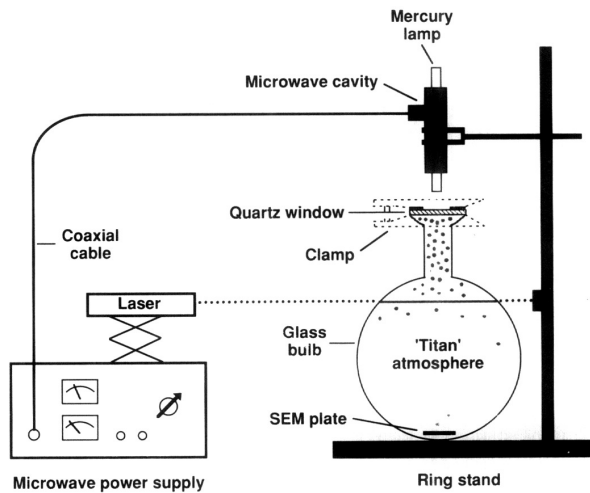 Mercury
lamp
Microwave cavity
Quartz window
Coaxial
cable
Clamp
Laser
Glass
bulb
'Titan'
atmosphere
SEM plate
Microwave power supply
Ring stand